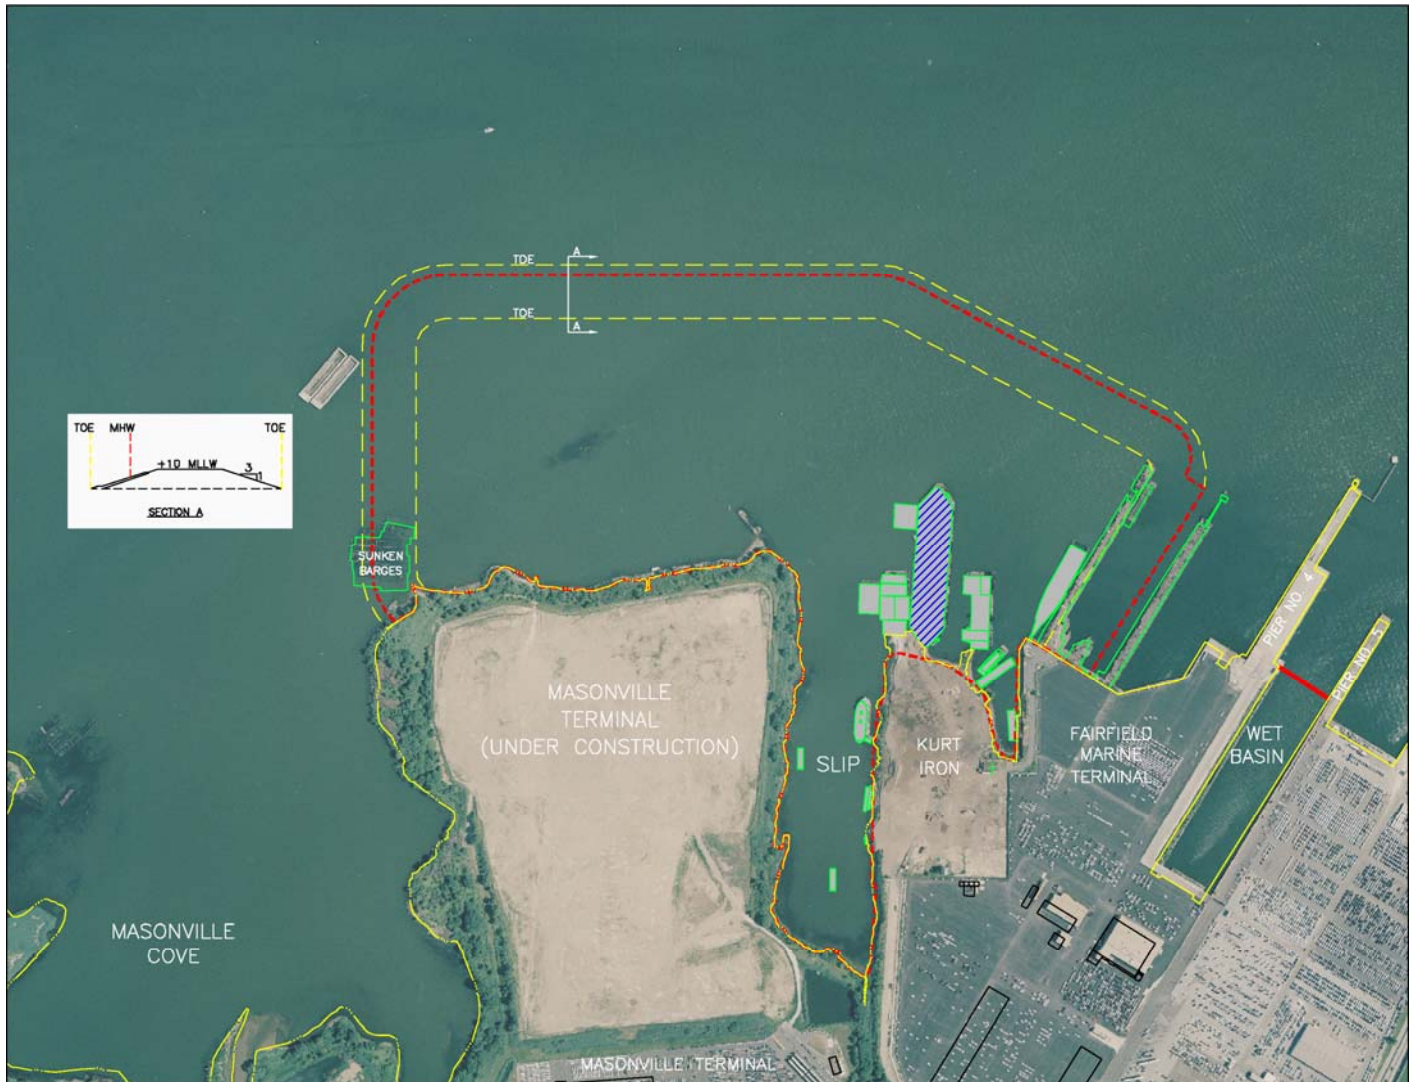 A
TOE
TOE
A
TOE MHW TOE
+10 MLLW
3
1
SECTION A
SUNKEN
BARGES
PIER NO. 4
PIER NO. 5
MASONVILLE
TERMINAL
(UNDER CONSTRUCTION)
SLIP
KURT
IRON
FAIRFIELD
MARINE
TERMINAL
WET
BASIN
MASONVILLE
COVE
MASONVILLE TERMINAL